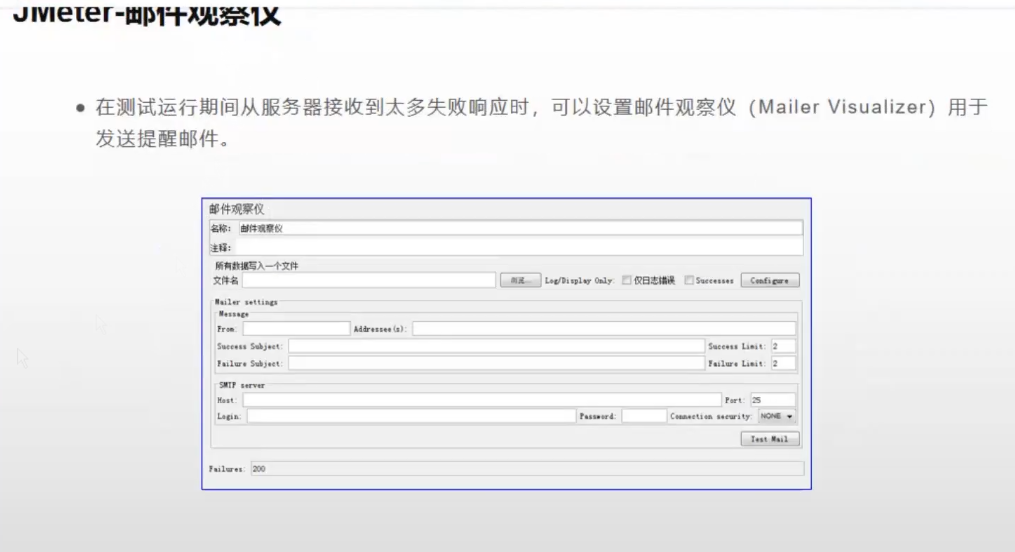 JMeter-邮件观察仪
● 在测试运行期间从服务器接收到太多失败响应时，可以设置邮件观察仪（Mailer Visualizer）用于
发送提醒邮件。
邮件观察仪
名称： 邮件观察仪
注释：
所有数据写入一个文件
文件名 浏览... Log/Display Only: 仅日志错误 Successes Configure
Mailer settings
Message
From: Addressee(s):
Success Subject: Success Limit: 2
Failure Subject: Failure Limit: 2
SMTP server
Host: Port: 25
Login: Password: Connection security: NONE
Test Mail
Failures: 200